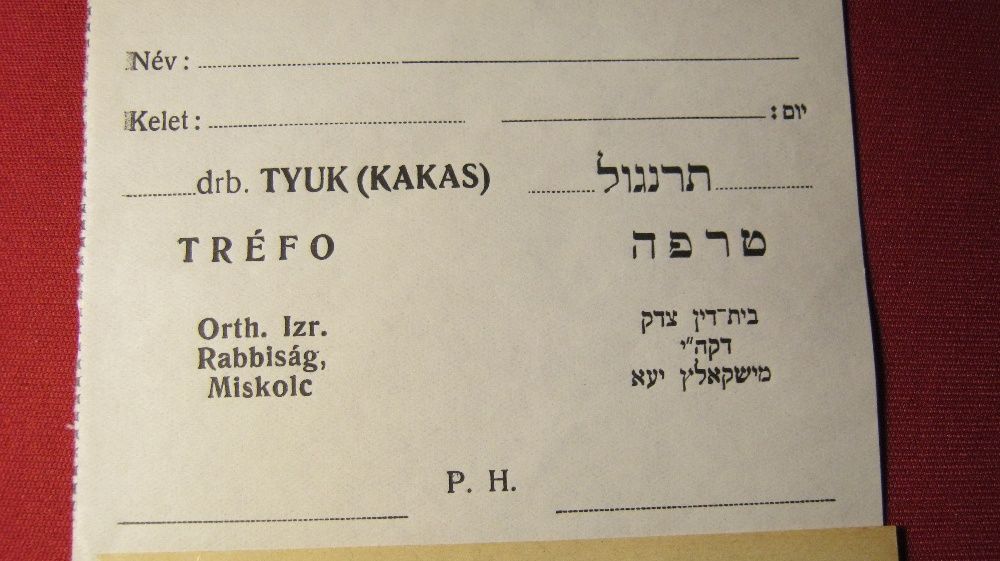 Név :
Kelet : יום :
drb. TYUK (KAKAS) תרנגול
TRÉFO טרפה
Orth. Izr. בית־דין צדק
Rabbiság, דקה"י
Miskolc מישקאלץ יעא
P. H.